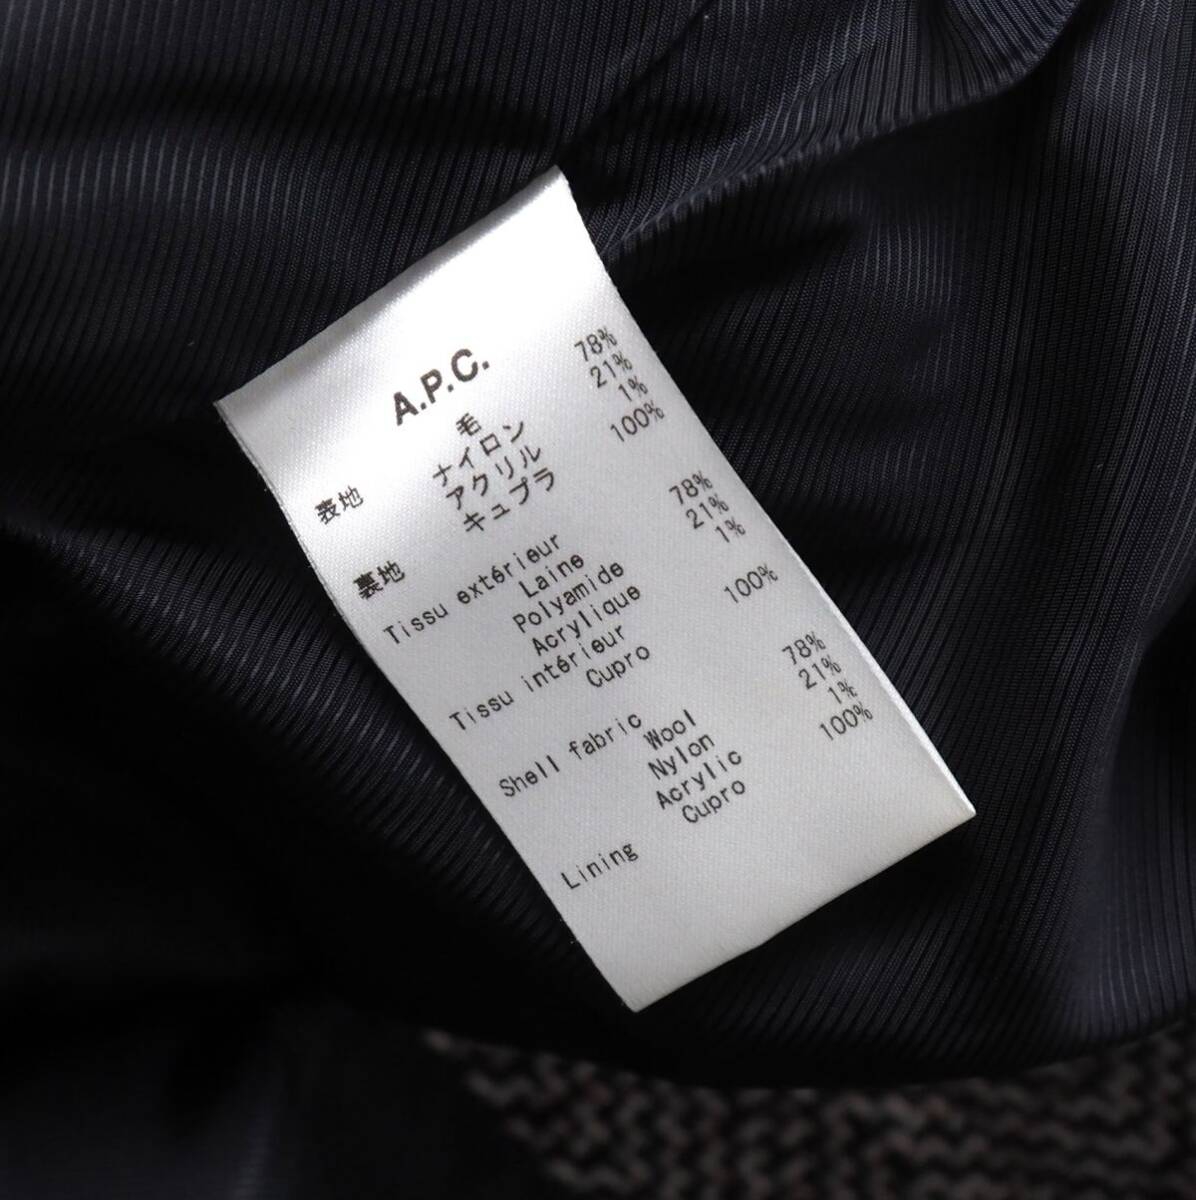 A.P.C.
表地 毛 78%
ナイロン 21%
アクリル 1%
裏地 キュプラ 100%
Tissu extérieur
Laine 78%
Polyamide 21%
Acrylique 1%
Tissu intérieur
Cupro 100%
Shell fabric Wool 78%
Nylon 21%
Acrylic 1%
Lining Cupro 100%